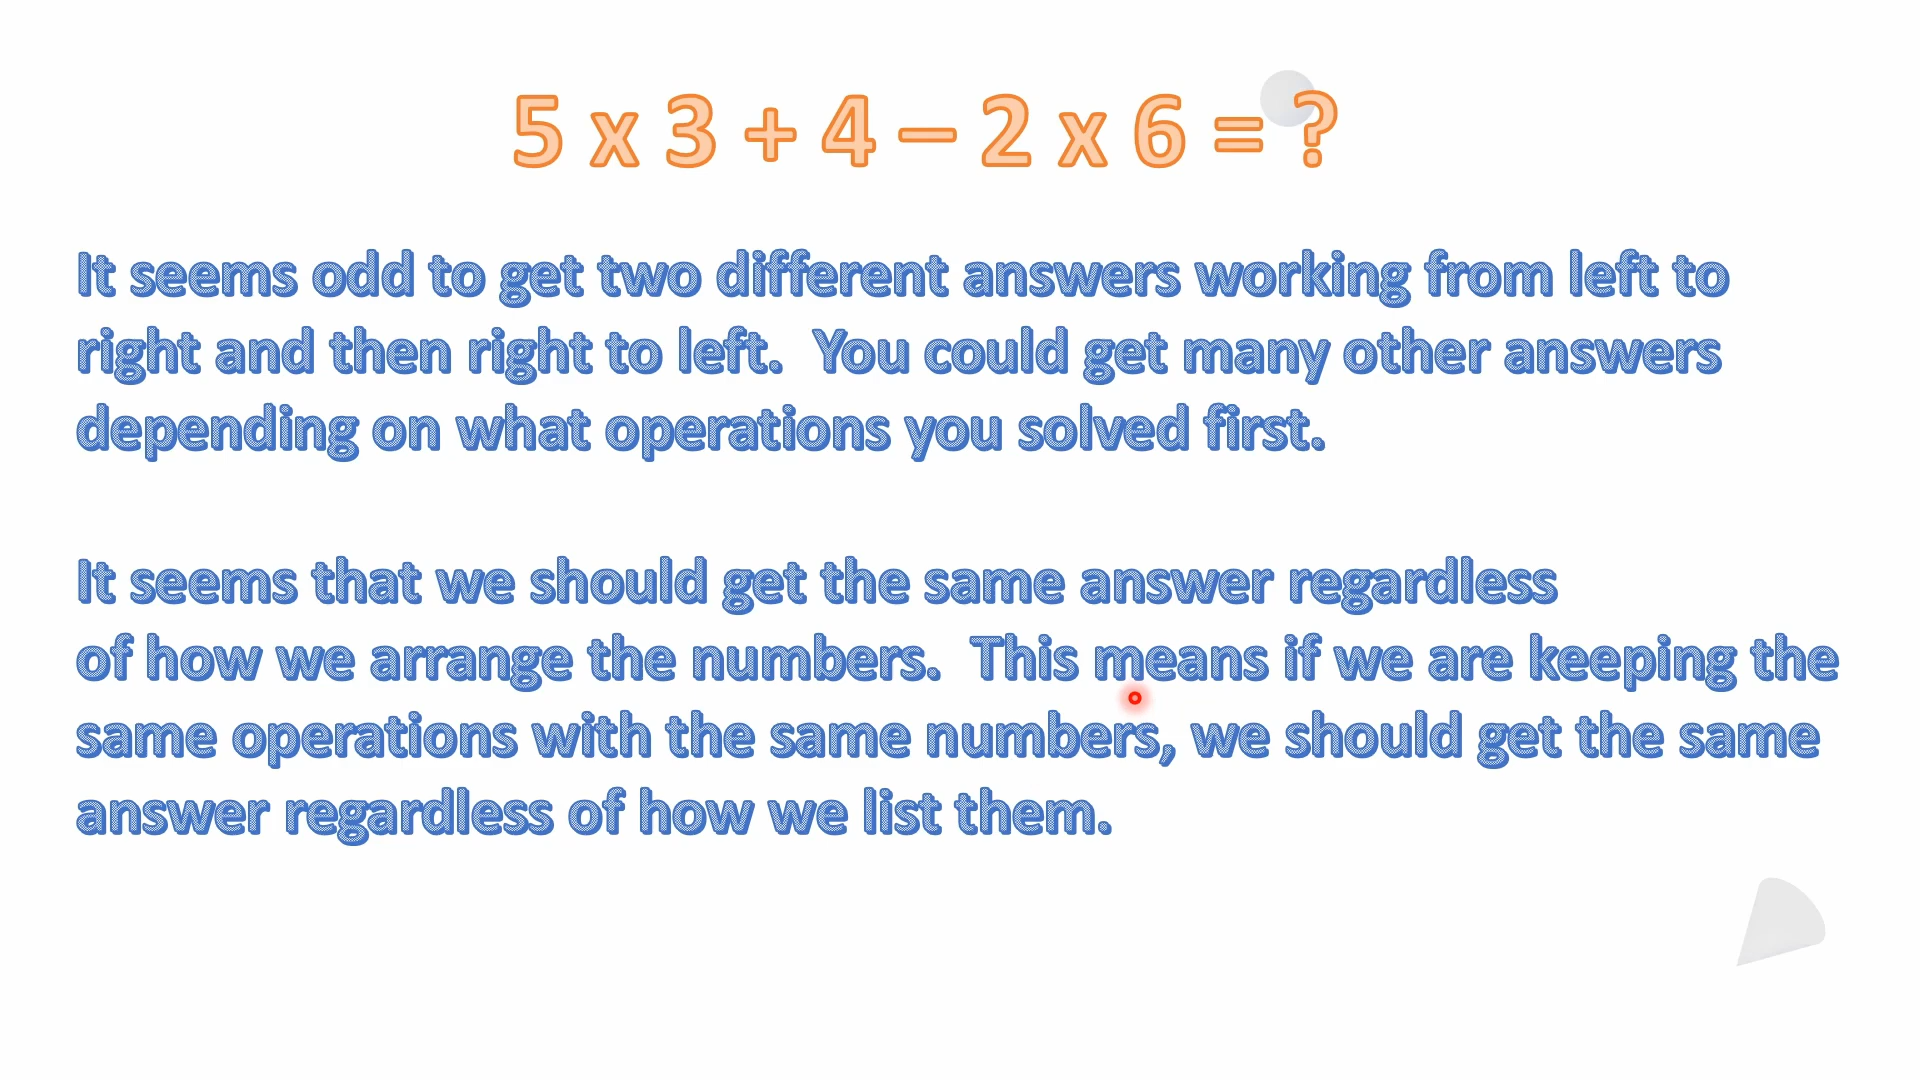 5 x 3 + 4 – 2 x 6 = ?
It seems odd to get two different answers working from left to
right and then right to left.  You could get many other answers
depending on what operations you solved first.
It seems that we should get the same answer regardless
of how we arrange the numbers.  This means if we are keeping the
same operations with the same numbers, we should get the same
answer regardless of how we list them.